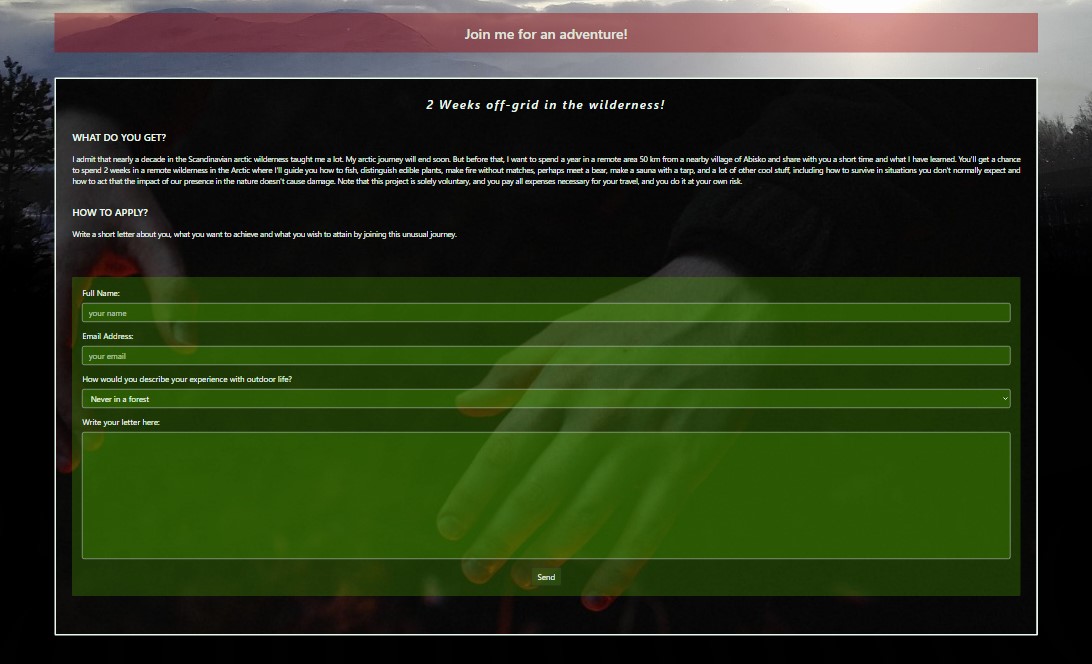 Join me for an adventure!
2 Weeks off-grid in the wilderness!
WHAT DO YOU GET?
I admit that nearly a decade in the Scandinavian arctic wilderness taught me a lot. My arctic journey will end soon. But before that, I want to spend a year in a remote area 50 km from a nearby village of Abisko and share with you a short time and what I have learned. You'll get a chance
to spend 2 weeks in a remote wilderness in the Arctic where I'll guide you how to fish, distinguish edible plants, make fire without matches, perhaps meet a bear, make a sauna with a tarp, and a lot of other cool stuff, including how to survive in situations you don't normally expect and
how to act that the impact of our presence in the nature doesn't cause damage. Note that this project is solely voluntary, and you pay all expenses necessary for your travel, and you do it at your own risk.
HOW TO APPLY?
Write a short letter about you, what you want to achieve and what you wish to attain by joining this unusual journey.
Full Name:
your name
Email Address:
your email
How would you describe your experience with outdoor life?
Never in a forest
Write your letter here:
Send